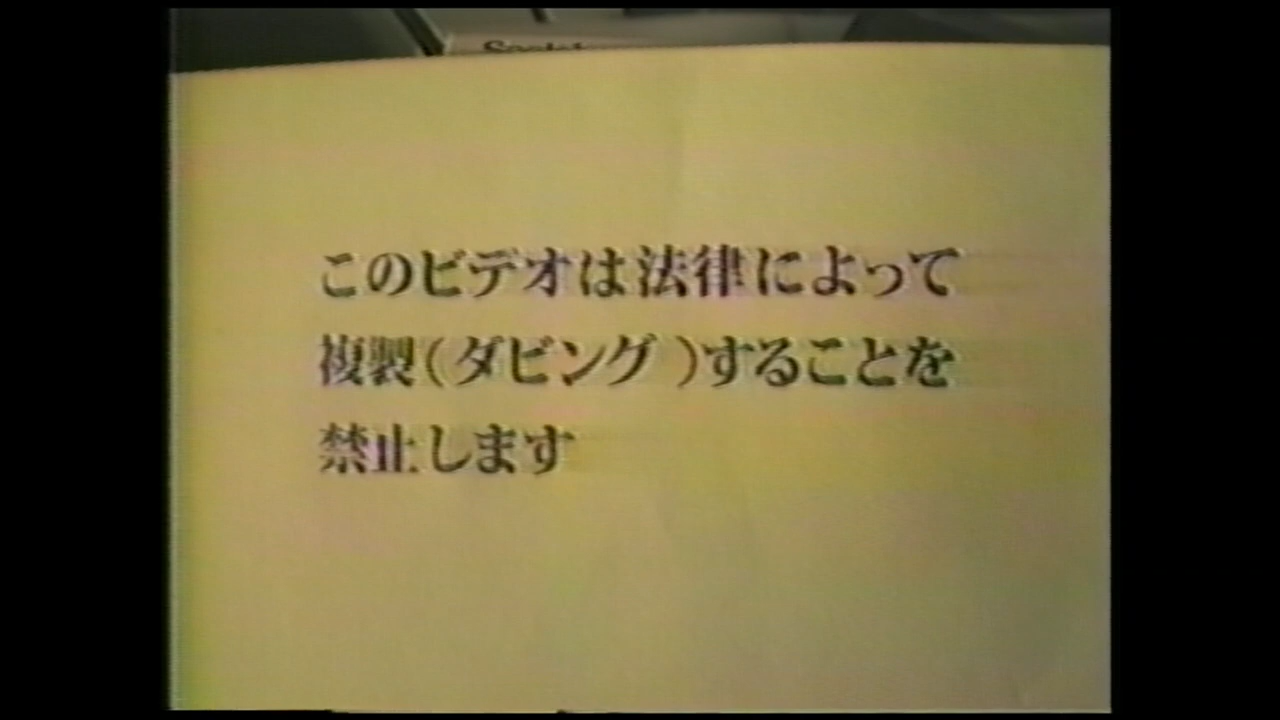 このビデオは法律によって
複製(ダビング)することを
禁止します